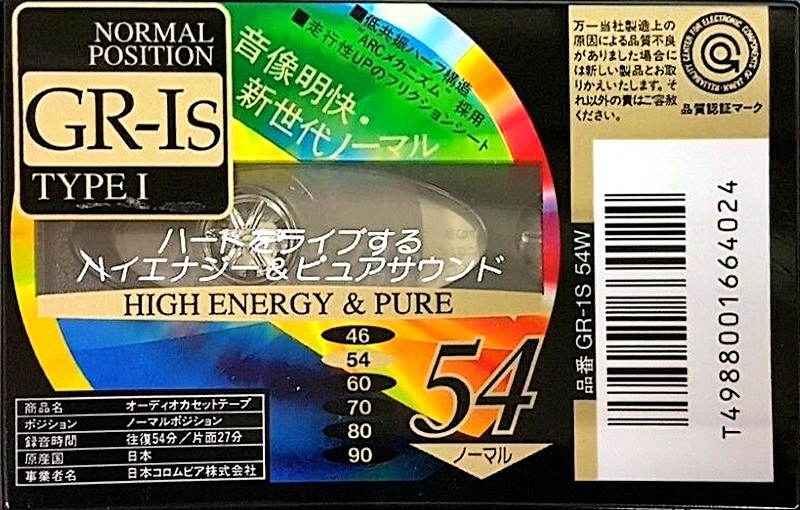 NORMAL
POSITION
GR-Is
TYPE I
■低共振ハーフ構造
"ARCメカニズム"採用
■走行性UPのフリクションシート
音像明快・
新世代ノーマル
ハートをライブする
ハイエナジー&ピュアサウンド
HIGH ENERGY & PURE
46
54
60
70
80
90
54
ノーマル
商品名 オーディオカセットテープ
ポジション ノーマルポジション
録音時間 往復54分/片面27分
原産国 日本
事業者名 日本コロムビア株式会社
万一当社製造上の
原因による品質不良
がありました場合に
は新しい製品とお取
りかえいたします。そ
れ以外の責はご容赦
ください。
RELIABILITY CENTER FOR ELECTRONIC COMPONENTS OF JAPAN
品質認証マーク
品番 GR-1S 54W
T4988001664024